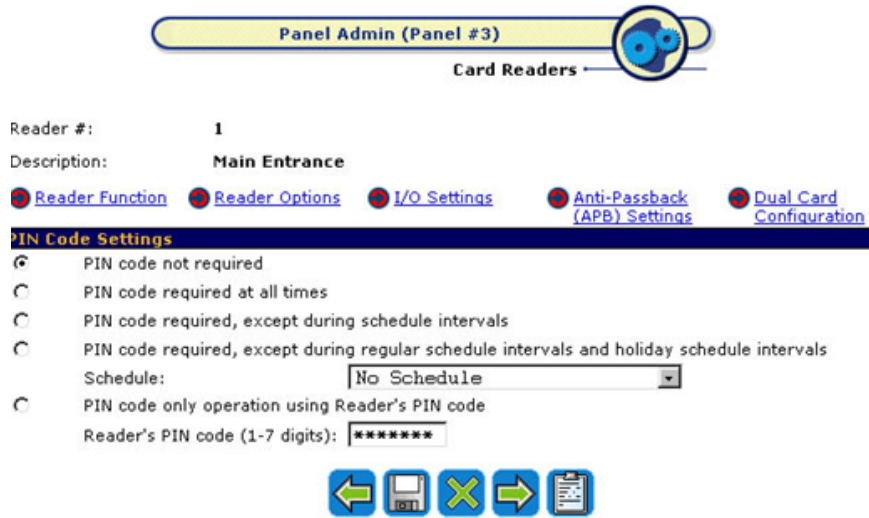 Panel Admin (Panel #3)
Card Readers
Reader #: 1
Description: Main Entrance
Reader Function Reader Options I/O Settings Anti-Passback (APB) Settings Dual Card Configuration
PIN Code Settings
PIN code not required
PIN code required at all times
PIN code required, except during schedule intervals
PIN code required, except during regular schedule intervals and holiday schedule intervals
Schedule: No Schedule
PIN code only operation using Reader's PIN code
Reader's PIN code (1-7 digits): *******